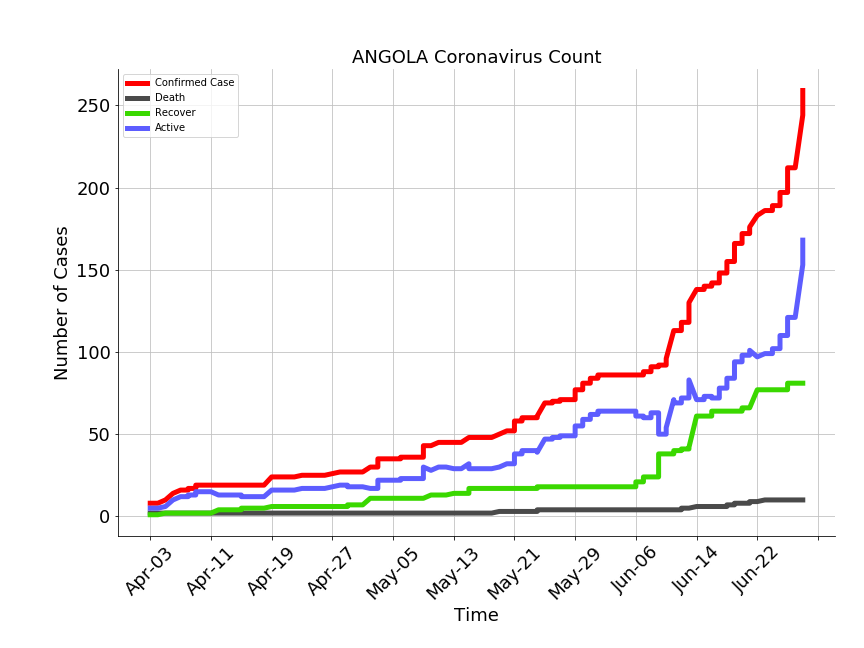 ANGOLA Coronavirus Count
Confirmed Case
Death
Recover
Active
Number of Cases
250
200
150
100
50
0
Apr-03
Apr-11
Apr-19
Apr-27
May-05
May-13
May-21
May-29
Jun-06
Jun-14
Jun-22
Time